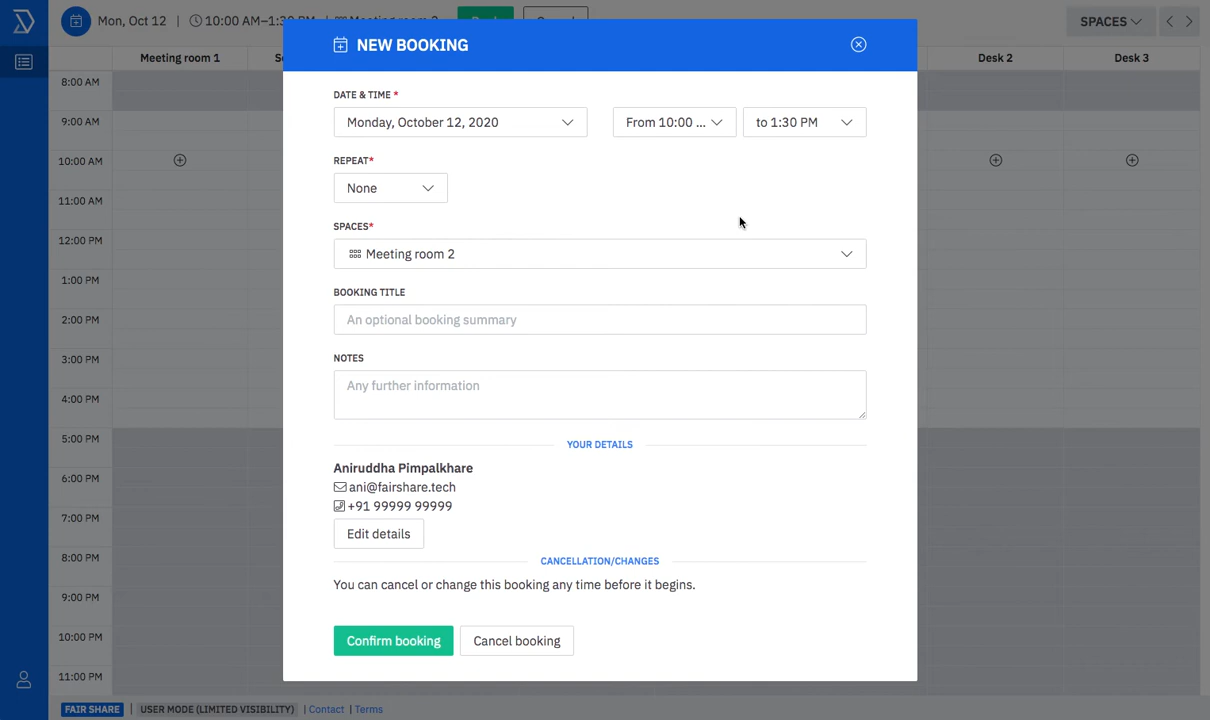 Mon, Oct 12 | 10:00 AM–1:30 PM / Meeting room 2
SPACES
NEW BOOKING
Meeting room 1
Desk 2
Desk 3
8:00 AM
9:00 AM
10:00 AM
11:00 AM
12:00 PM
1:00 PM
2:00 PM
3:00 PM
4:00 PM
5:00 PM
6:00 PM
7:00 PM
8:00 PM
9:00 PM
10:00 PM
11:00 PM
DATE & TIME *
Monday, October 12, 2020
From 10:00 ...
to 1:30 PM
REPEAT*
None
SPACES*
Meeting room 2
BOOKING TITLE
An optional booking summary
NOTES
Any further information
YOUR DETAILS
Aniruddha Pimpalkhare
ani@fairshare.tech
+91 99999 99999
Edit details
CANCELLATION/CHANGES
You can cancel or change this booking any time before it begins.
Confirm booking
Cancel booking
FAIR SHARE | USER MODE (LIMITED VISIBILITY) | Contact | Terms